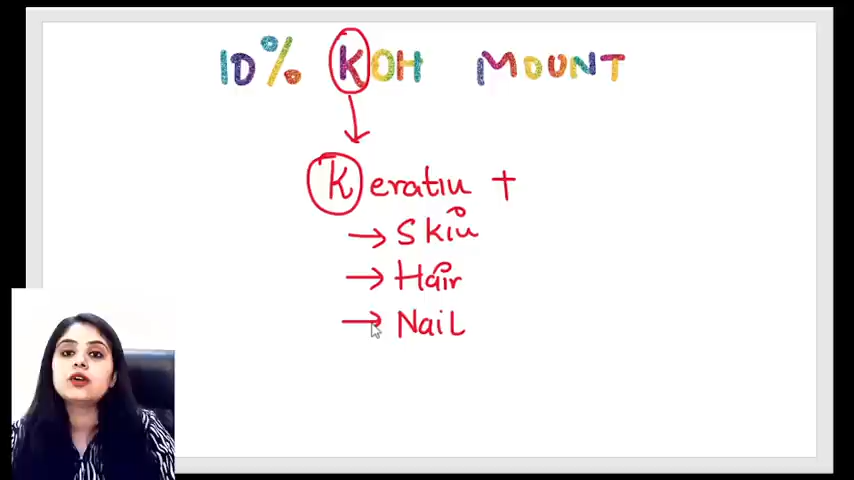 10% KOH MOUNT
Keratin +
→ Skin
→ Hair
→ Nail